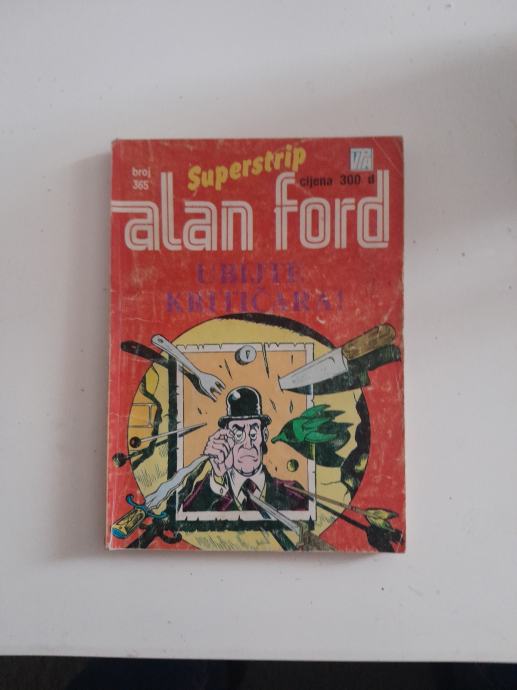 Superstrip
broj
365
cijena 300 d
alan ford
UBIJTE
KRITIČARA!